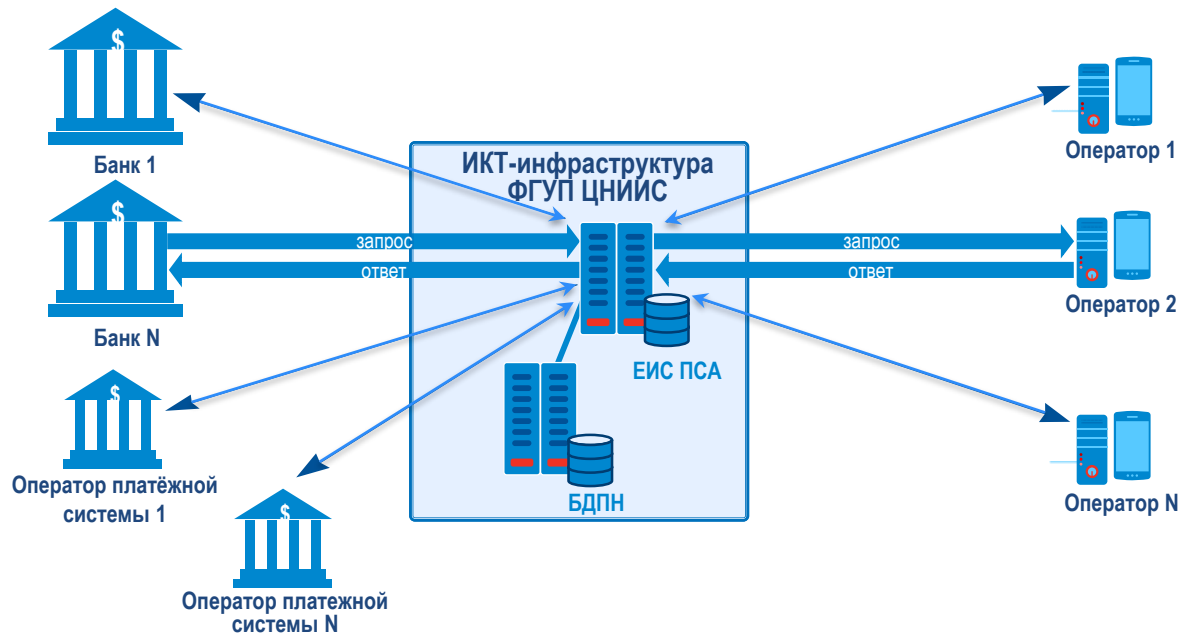 $
Банк 1
$
Банк N
$
Оператор платёжной
системы 1
$
Оператор платежной
системы N
ИКТ-инфраструктура
ФГУП ЦНИИС
запрос
ответ
запрос
ответ
ЕИС ПСА
БДПН
Оператор 1
Оператор 2
Оператор N